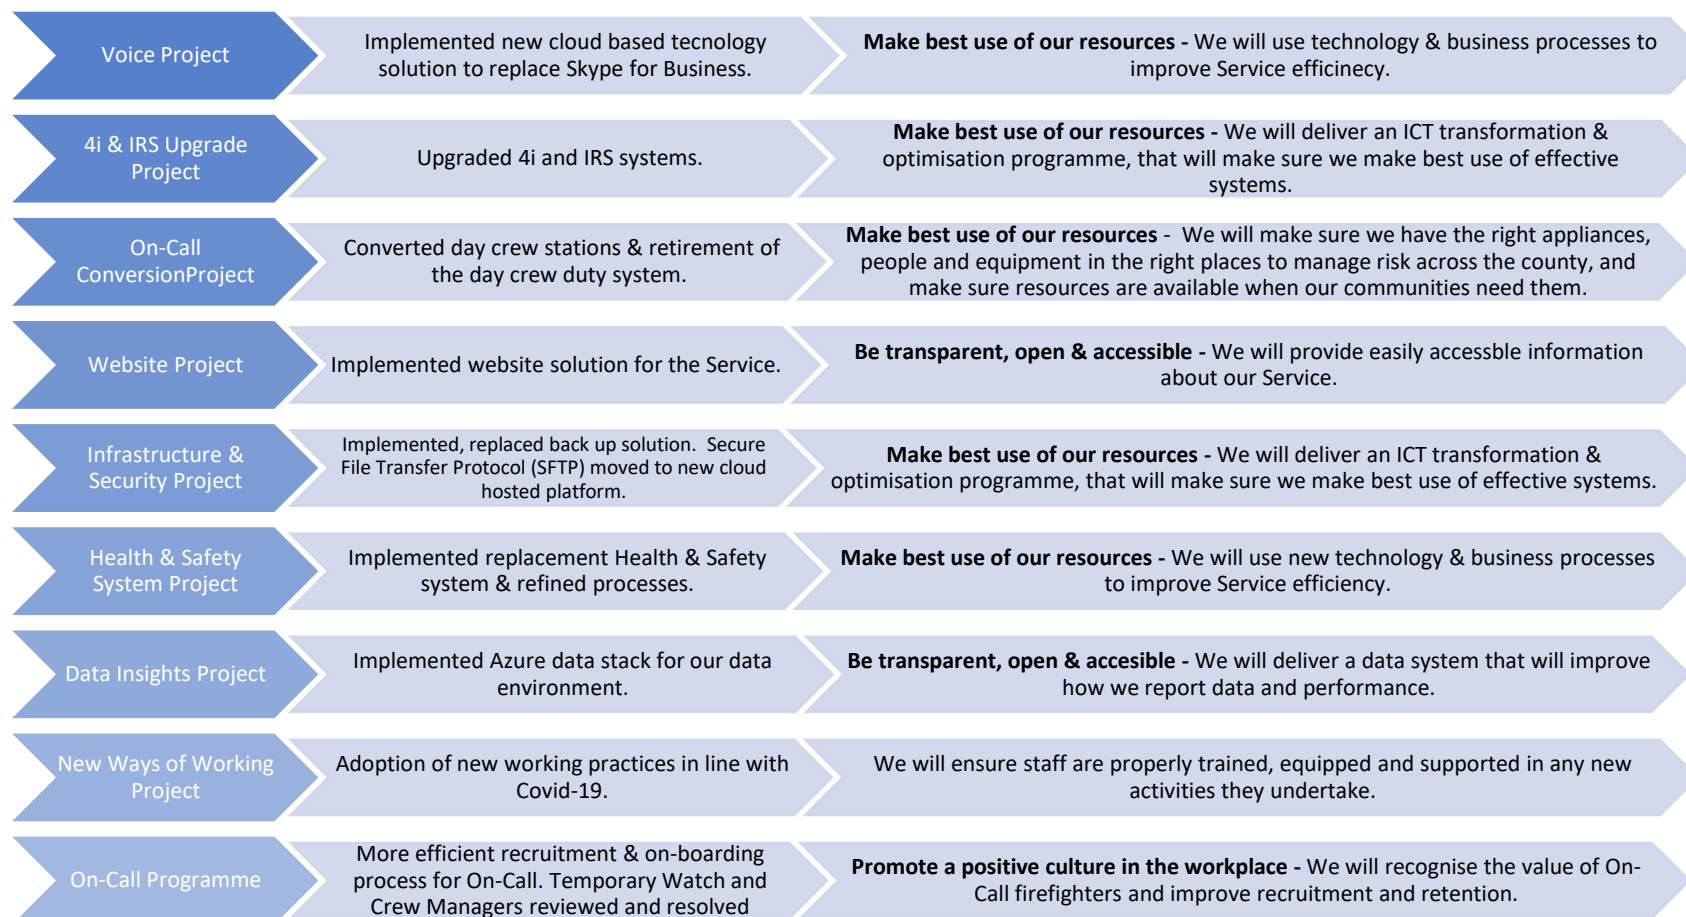 Voice Project
Implemented new cloud based tecnology
solution to replace Skype for Business.
Make best use of our resources - We will use technology & business processes to
improve Service efficinecy.
4i & IRS Upgrade
Project
Upgraded 4i and IRS systems.
Make best use of our resources - We will deliver an ICT transformation &
optimisation programme, that will make sure we make best use of effective
systems.
On-Call
ConversionProject
Converted day crew stations & retirement of
the day crew duty system.
Make best use of our resources - We will make sure we have the right appliances,
people and equipment in the right places to manage risk across the county, and
make sure resources are available when our communities need them.
Website Project
Implemented website solution for the Service.
Be transparent, open & accessible - We will provide easily accessble information
about our Service.
Infrastructure &
Security Project
Implemented, replaced back up solution. Secure
File Transfer Protocol (SFTP) moved to new cloud
hosted platform.
Make best use of our resources - We will deliver an ICT transformation &
optimisation programme, that will make sure we make best use of effective systems.
Health & Safety
System Project
Implemented replacement Health & Safety
system & refined processes.
Make best use of our resources - We will use new technology & business processes
to improve Service efficiency.
Data Insights Project
Implemented Azure data stack for our data
environment.
Be transparent, open & accesible - We will deliver a data system that will improve
how we report data and performance.
New Ways of Working
Project
Adoption of new working practices in line with
Covid-19.
We will ensure staff are properly trained, equipped and supported in any new
activities they undertake.
On-Call Programme
More efficient recruitment & on-boarding
process for On-Call. Temporary Watch and
Crew Managers reviewed and resolved
Promote a positive culture in the workplace - We will recognise the value of On-
Call firefighters and improve recruitment and retention.